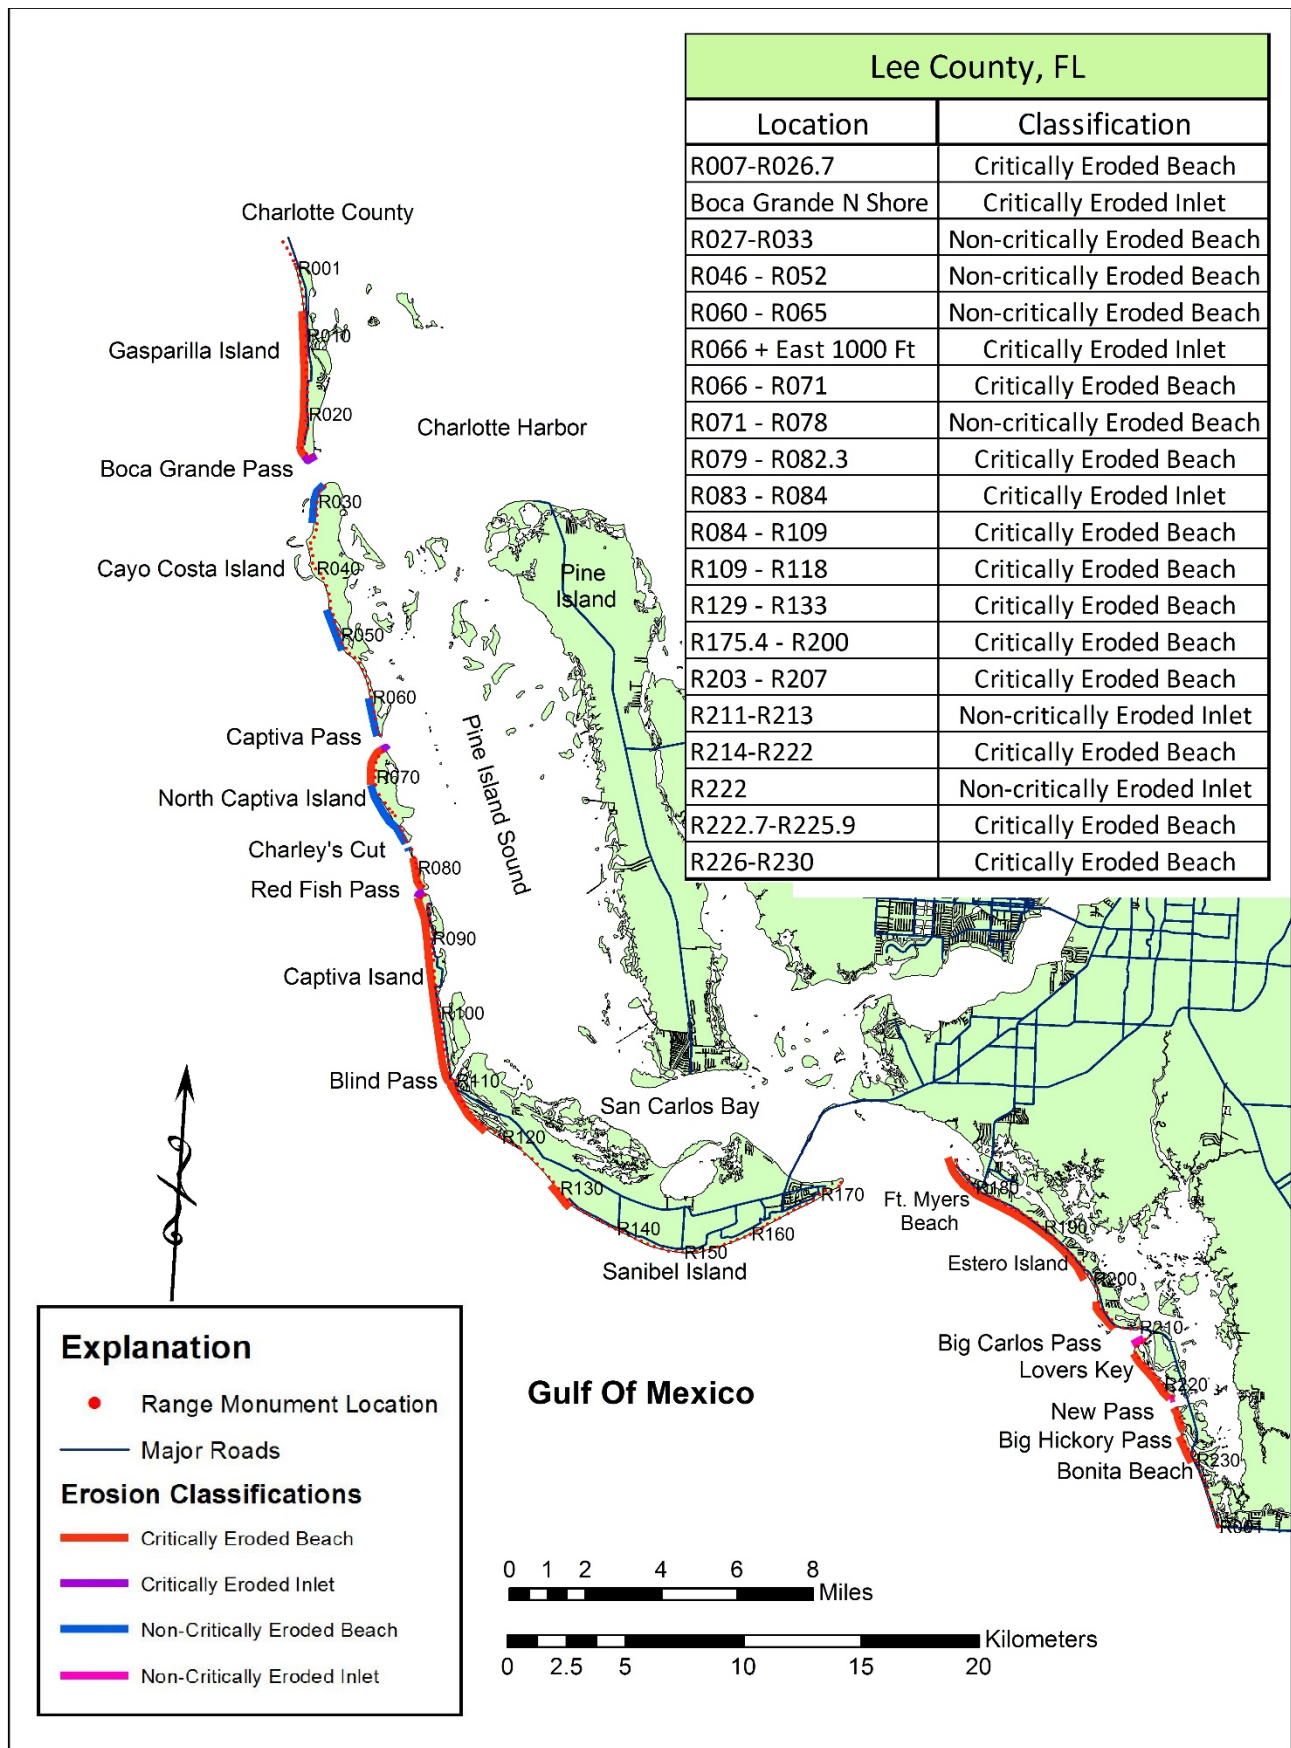 Lee County, FL
Location Classification
R007-R026.7 Critically Eroded Beach
Boca Grande N Shore Critically Eroded Inlet
R027-R033 Non-critically Eroded Beach
R046 - R052 Non-critically Eroded Beach
R060 - R065 Non-critically Eroded Beach
R066 + East 1000 Ft Critically Eroded Inlet
R066 - R071 Critically Eroded Beach
R071 - R078 Non-critically Eroded Beach
R079 - R082.3 Critically Eroded Beach
R083 - R084 Critically Eroded Inlet
R084 - R109 Critically Eroded Beach
R109 - R118 Critically Eroded Beach
R129 - R133 Critically Eroded Beach
R175.4 - R200 Critically Eroded Beach
R203 - R207 Critically Eroded Beach
R211-R213 Non-critically Eroded Inlet
R214-R222 Critically Eroded Beach
R222 Non-critically Eroded Inlet
R222.7-R225.9 Critically Eroded Beach
R226-R230 Critically Eroded Beach
Charlotte County
R001
R010
Gasparilla Island
R020
Charlotte Harbor
Boca Grande Pass
R030
Cayo Costa Island
R040
Pine
Island
R050
R060
Captiva Pass
Pine Island Sound
R070
North Captiva Island
Charley's Cut
R080
Red Fish Pass
R090
Captiva Isand
R100
Blind Pass
R110
San Carlos Bay
R120
R130
R140
R150
R160
R170
Sanibel Island
R180
Ft. Myers
Beach
R190
Estero Island
R200
R210
Big Carlos Pass
Lovers Key
R220
New Pass
Big Hickory Pass
R230
Bonita Beach
R001
Gulf Of Mexico
Explanation
Range Monument Location
Major Roads
Erosion Classifications
Critically Eroded Beach
Critically Eroded Inlet
Non-Critically Eroded Beach
Non-Critically Eroded Inlet
0 1 2 4 6 8
Miles
Kilometers
0 2.5 5 10 15 20